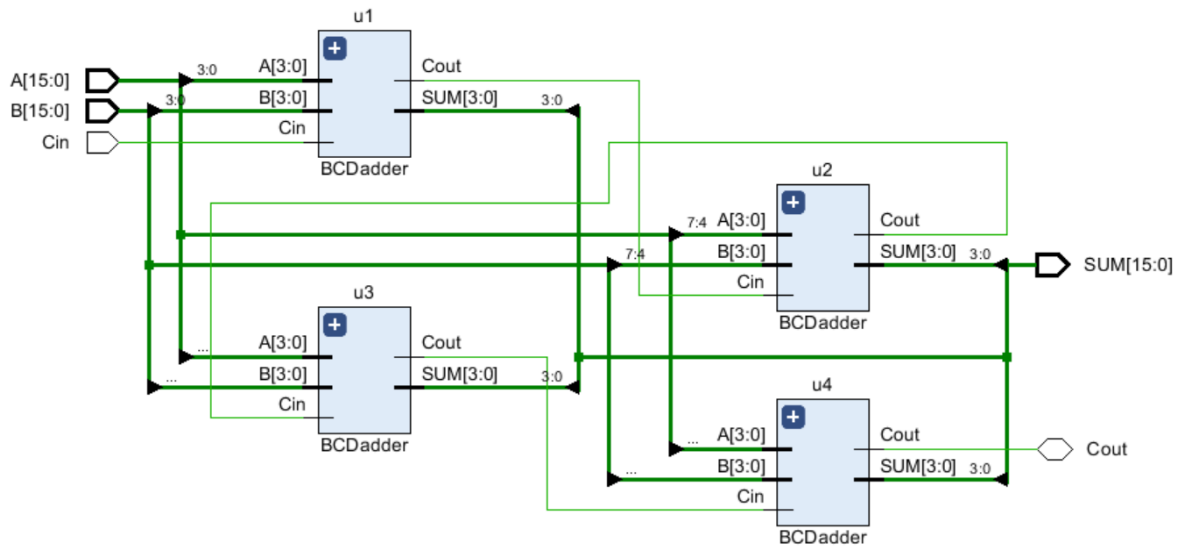 u1
A[15:0]
3:0
A[3:0]
Cout
B[15:0]
3:0
B[3:0]
SUM[3:0]
3:0
Cin
Cin
BCDadder
u2
7:4
A[3:0]
Cout
7:4
B[3:0]
SUM[3:0]
3:0
SUM[15:0]
Cin
BCDadder
u3
...
A[3:0]
Cout
...
B[3:0]
SUM[3:0]
3:0
Cin
BCDadder
u4
...
A[3:0]
Cout
Cout
...
B[3:0]
SUM[3:0]
3:0
Cin
BCDadder